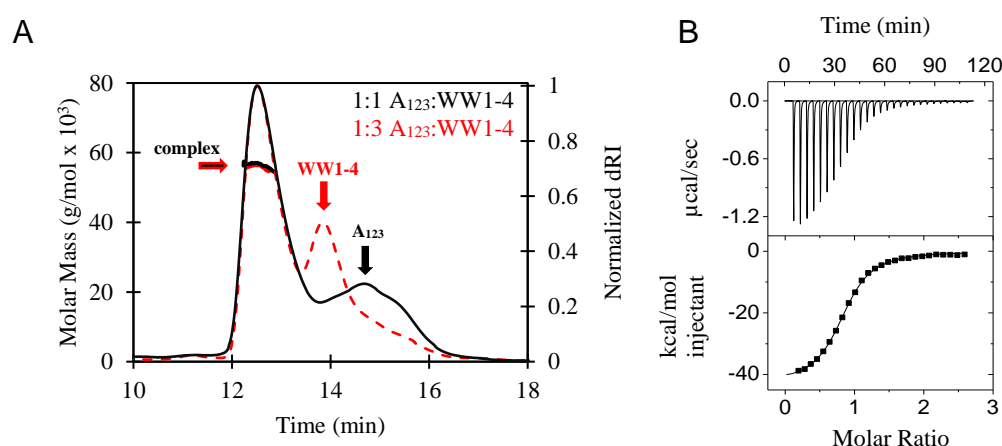 A
Molar Mass (g/mol x 10³)
80
60
40
20
0
10 12 14 16 18
Time (min)
1
0.8
0.6
0.4
0.2
0
Normalized dRI
1:1 A₁₂₃:WW1-4
1:3 A₁₂₃:WW1-4
complex
WW1-4
A₁₂₃
B
Time (min)
0 30 60 90 120
0.0
-0.6
-1.2
µcal/sec
0
-20
-40
kcal/mol
injectant
0 1 2 3
Molar Ratio